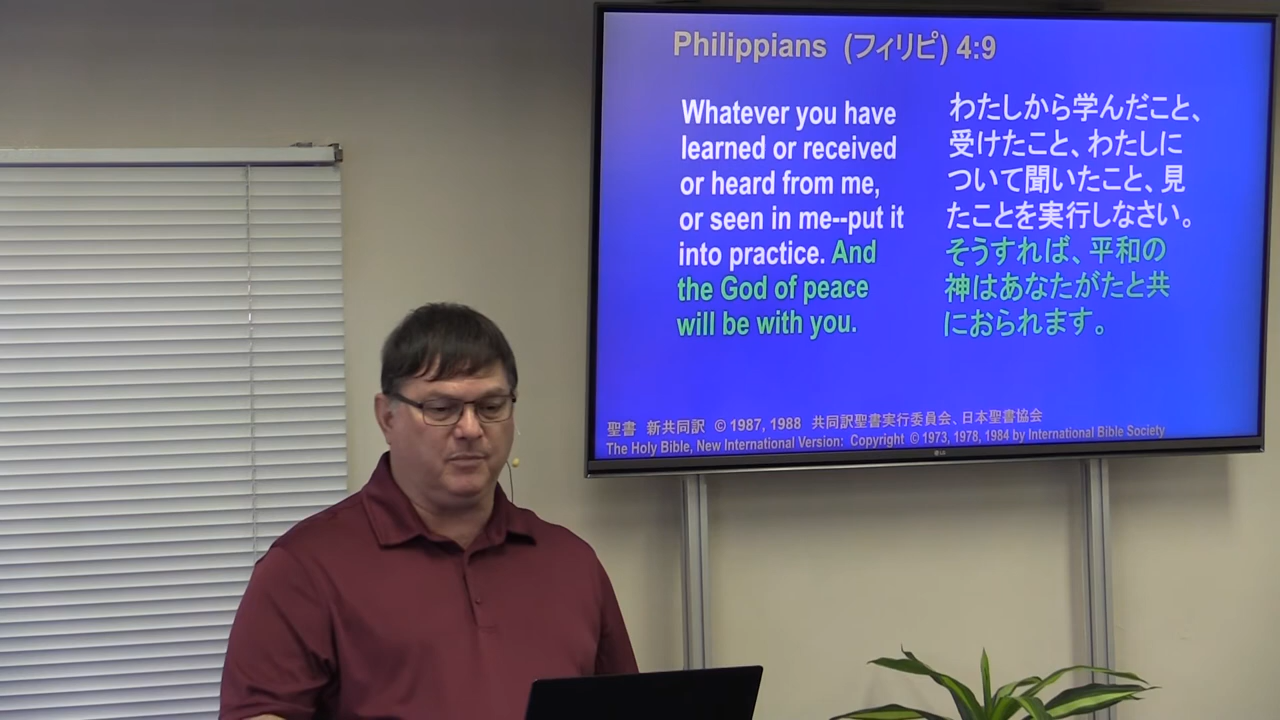 Philippians (フィリピ) 4:9
Whatever you have
learned or received
or heard from me,
or seen in me--put it
into practice. And
the God of peace
will be with you.
わたしから学んだこと、
受けたこと、わたしに
ついて聞いたこと、見
たことを実行しなさい。
そうすれば、平和の
神はあなたがたと共
におられます。
聖書 新共同訳 © 1987, 1988 共同訳聖書実行委員会、日本聖書協会
The Holy Bible, New International Version: Copyright © 1973, 1978, 1984 by International Bible Society
LG